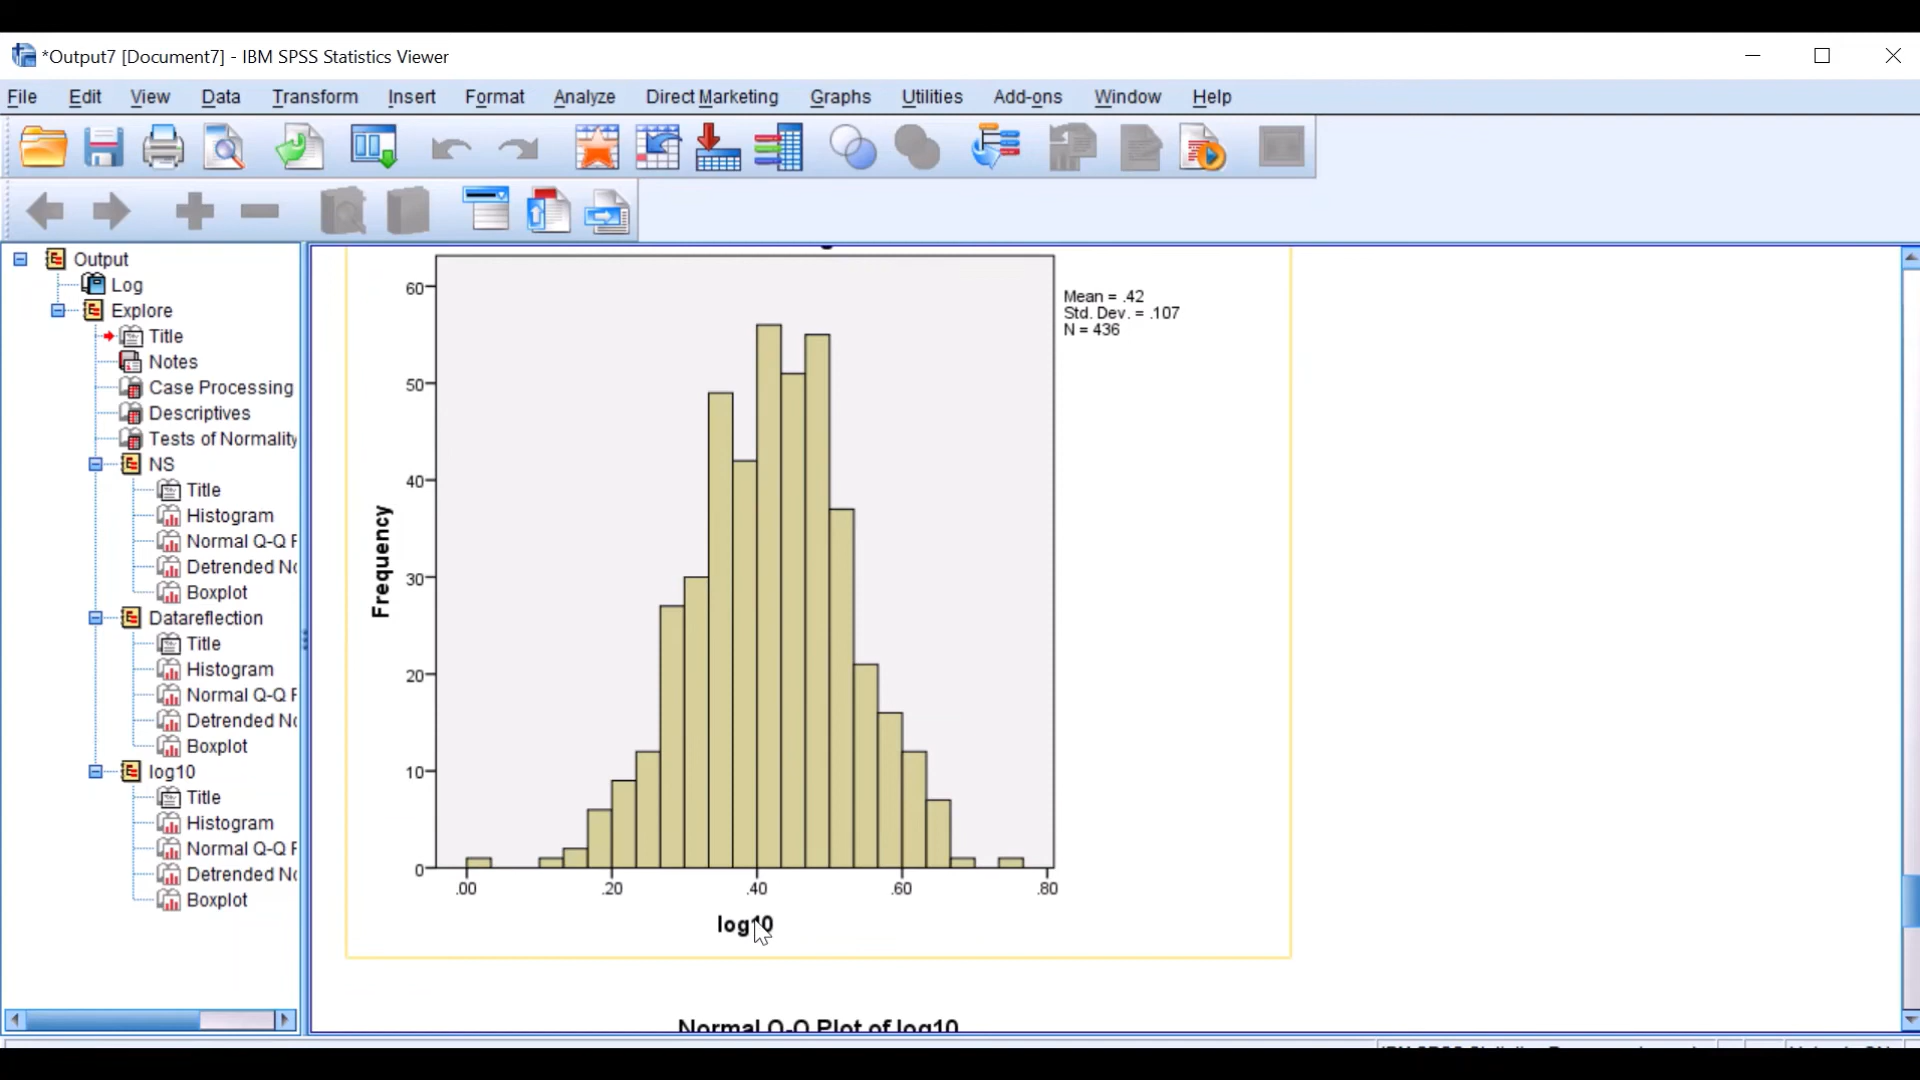 *Output7 [Document7] - IBM SPSS Statistics Viewer
File Edit View Data Transform Insert Format Analyze Direct Marketing Graphs Utilities Add-ons Window Help
Output
Log
Explore
Title
Notes
Case Processing
Descriptives
Tests of Normality
NS
Title
Histogram
Normal Q-Q P
Detrended No
Boxplot
Datareflection
Title
Histogram
Normal Q-Q P
Detrended No
Boxplot
log10
Title
Histogram
Normal Q-Q P
Detrended No
Boxplot
60
50
40
30
20
10
0
Frequency
.00 .20 .40 .60 .80
log10
Mean = .42
Std. Dev. = .107
N = 436
Normal Q-Q Plot of log10